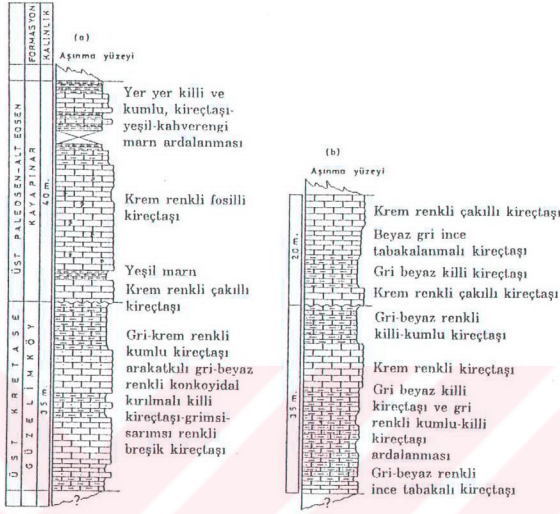 FORMASYON
KALINLIK
(a)
Aşınma yüzeyi
ÜST PALEOSEN-ALT EOSEN
KAYAPINAR
40 m.
ÜST KRETASE
GÜZELİMKÖY
35 m.
Yer yer killi ve
kumlu, kireçtaşı-
yeşil-kahverengi
marn ardalanması
Krem renkli fosilli
kireçtaşı
Yeşil marn
Krem renkli çakıllı
kireçtaşı
Gri-krem renkli
kumlu kireçtaşı
arakatkılı gri-beyaz
renkli konkoyidal
kırılmalı killi
kireçtaşı-grimsi-
sarımsı renkli
breşik kireçtaşı
?
(b)
Aşınma yüzeyi
20 m.
35 m.
Krem renkli çakıllı kireçtaşı
Beyaz gri ince
tabakalanmalı kireçtaşı
Gri beyaz killi kireçtaşı
Krem renkli çakıllı kireçtaşı
Gri-beyaz renkli
killi-kumlu kireçtaşı
Krem renkli kireçtaşı
Gri beyaz killi
kireçtaşı ve gri
renkli kumlu-killi
kireçtaşı
ardalanması
Gri-beyaz renkli
ince tabakalı kireçtaşı
?